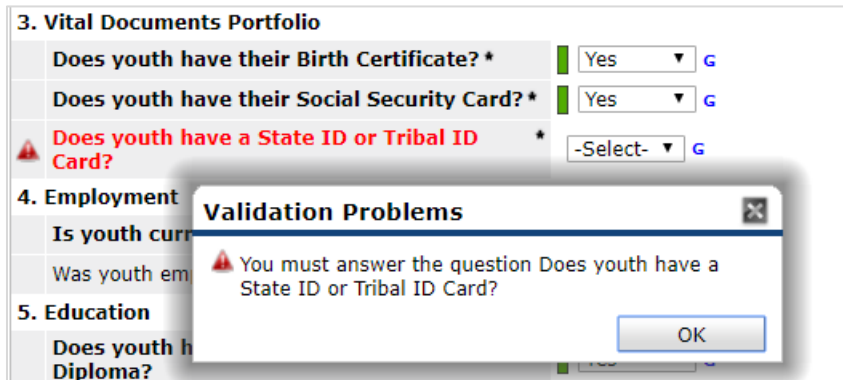 3. Vital Documents Portfolio
Does youth have their Birth Certificate? * Yes G
Does youth have their Social Security Card? * Yes G
Does youth have a State ID or Tribal ID *
Card?
-Select- G
4. Employment
Validation Problems
Is youth curr
You must answer the question Does youth have a
State ID or Tribal ID Card?
Was youth em
5. Education
OK
Does youth h
Diploma?
Yes G